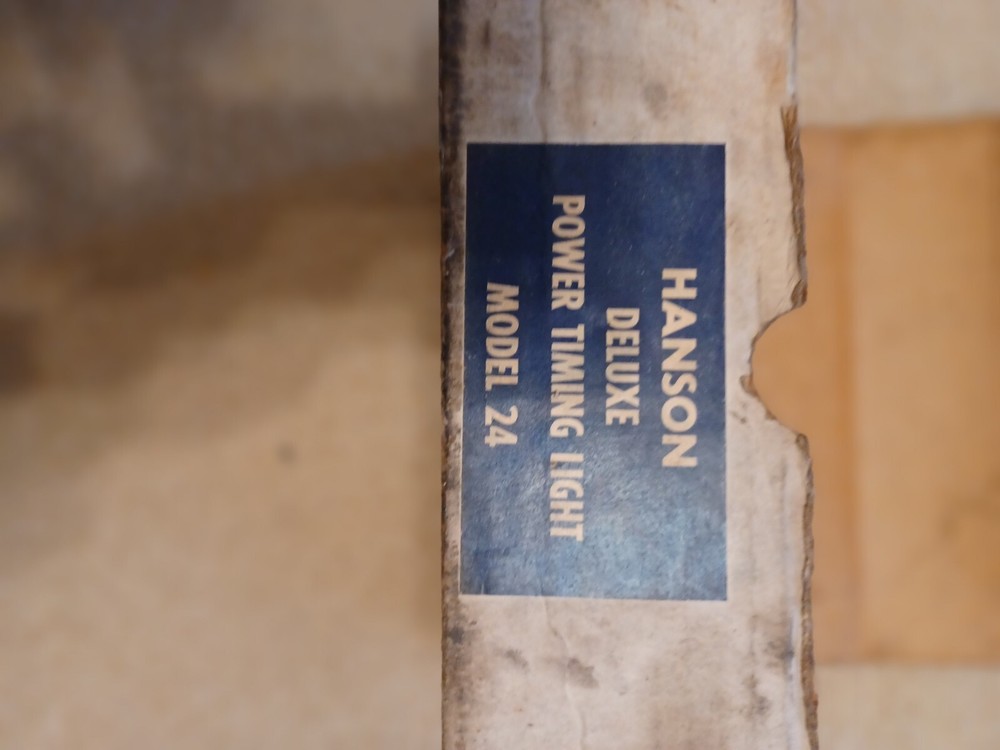 HANSON
DELUXE
POWER TIMING LIGHT
MODEL 24